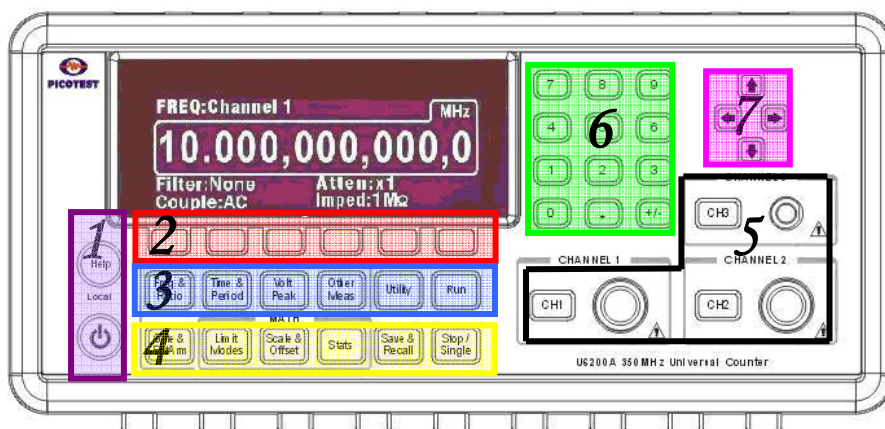 PICOTEST
FREQ:Channel 1
MHz
10.000,000,000,0
Filter:None Atten:x1
Couple:AC Imped:1MΩ
7 8 9
4 6
1 2 3
0 . +/-
6
7
5
CH3
CHANNEL 1
CHANNEL 2
CH1
CH2
1
Help
Local
2
3
Time & Period
Volt Peak
Other Meas
Utility
Run
MATH
4
Limit Modes
Scale & Offset
Stats
Save & Recall
Stop / Single
U6200A 350MHz Universal Counter